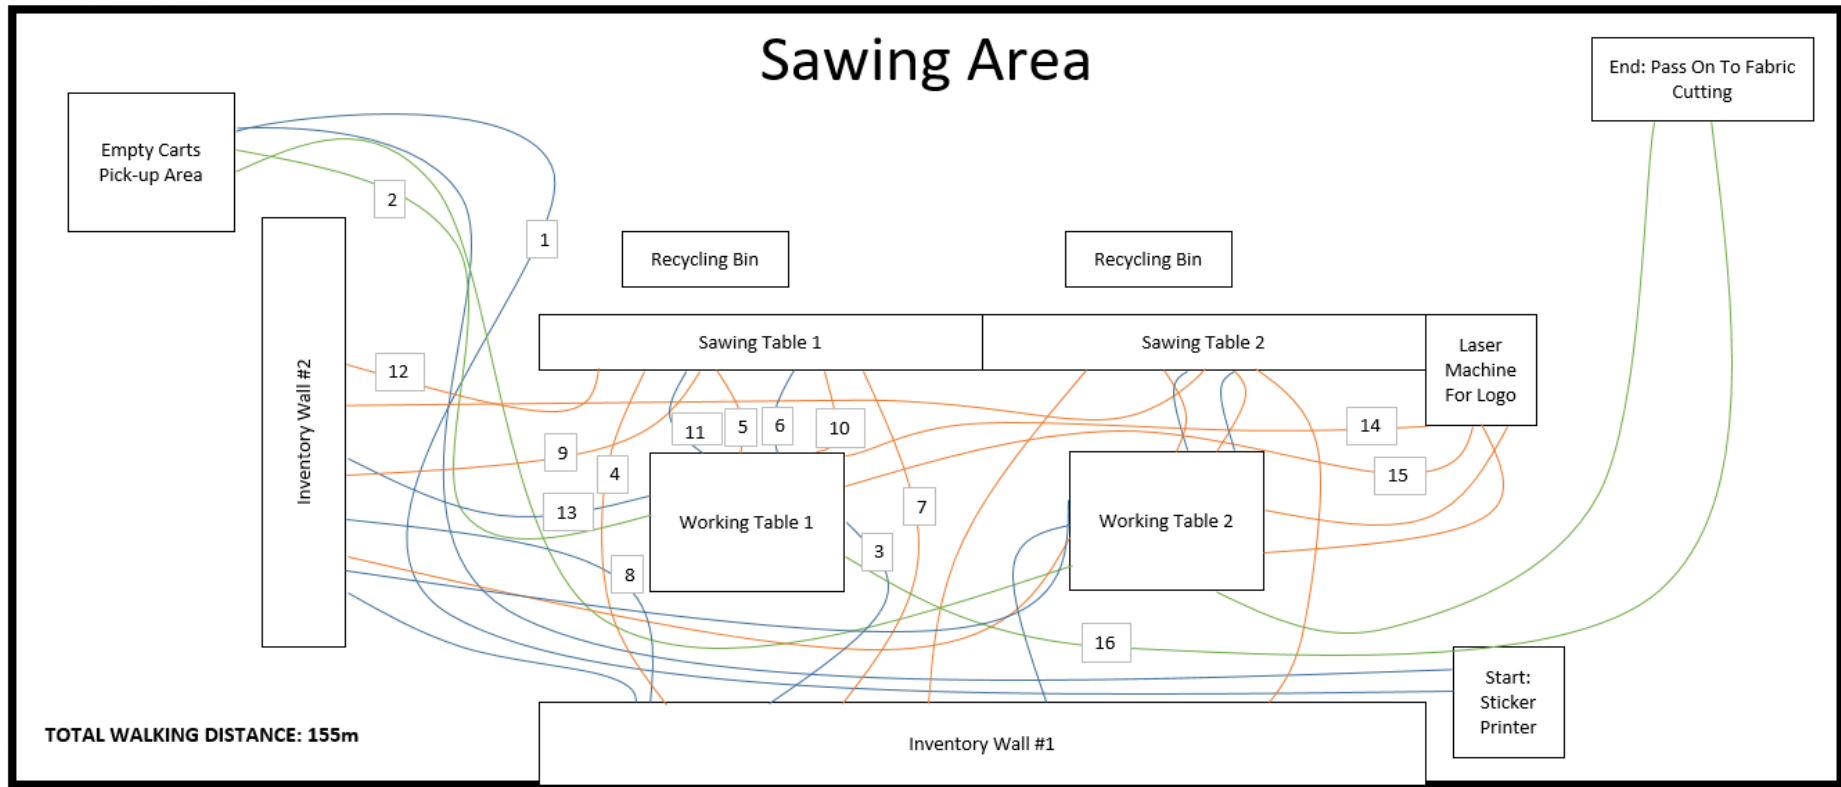 Sawing Area
End: Pass On To Fabric
Cutting
Empty Carts
Pick-up Area
2
1
Recycling Bin
Recycling Bin
Sawing Table 1
Sawing Table 2
Laser
Machine
For Logo
Inventory Wall #2
12
11
5
6
10
14
9
4
15
13
7
Working Table 1
Working Table 2
3
8
16
Start:
Sticker
Printer
TOTAL WALKING DISTANCE: 155m
Inventory Wall #1